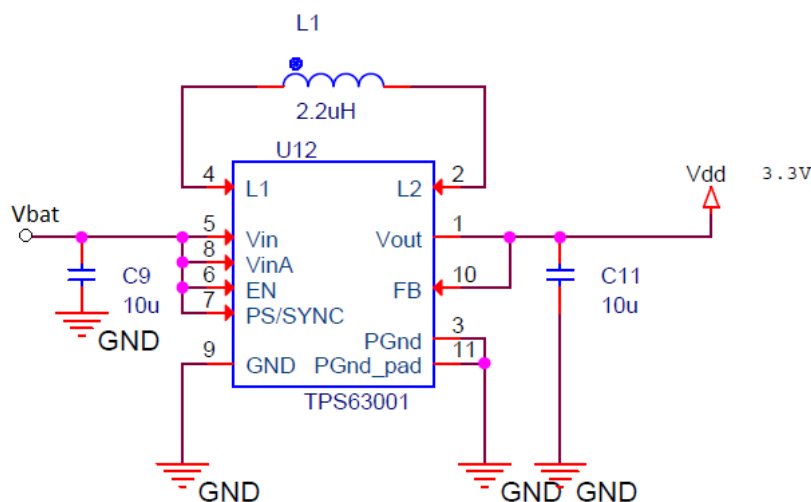 L1
2.2uH
U12
4 L1 L2 2
Vbat
5 Vin Vout 1
Vdd 3.3V
8 VinA
6 EN FB 10
7 PS/SYNC
C9
10u
GND
C11
10u
PGnd 3
9 GND PGnd_pad 11
TPS63001
GND GND GND